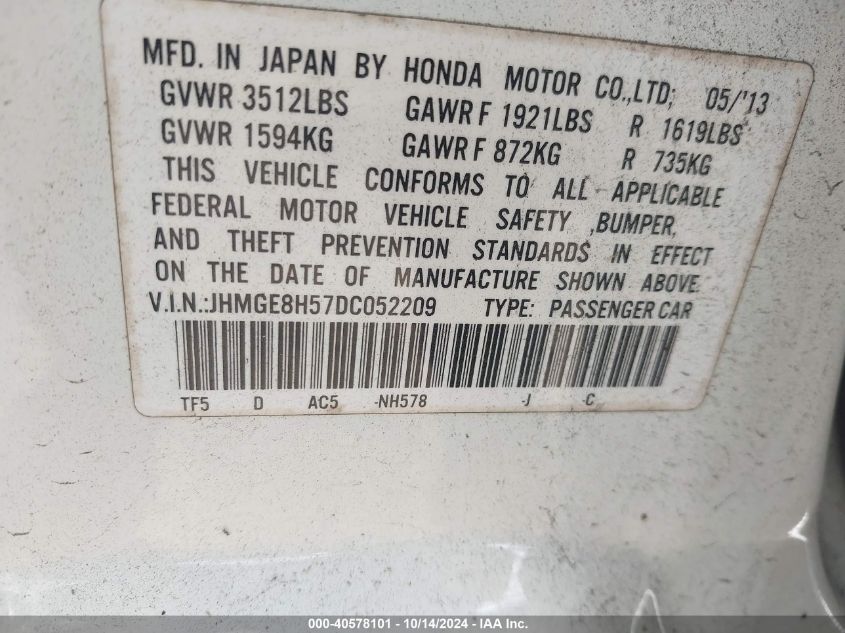 MFD. IN JAPAN BY HONDA MOTOR CO.,LTD; 05/'13
GVWR 3512LBS GAWR F 1921LBS R 1619LBS
GVWR 1594KG GAWR F 872KG R 735KG
THIS VEHICLE CONFORMS TO ALL APPLICABLE
FEDERAL MOTOR VEHICLE SAFETY ,BUMPER,
AND THEFT PREVENTION STANDARDS IN EFFECT
ON THE DATE OF MANUFACTURE SHOWN ABOVE.
V.I.N.:JHMGE8H57DC052209 TYPE: PASSENGER CAR
TF5 D AC5 -NH578 -J -C
000-40578101 - 10/14/2024 - IAA Inc.